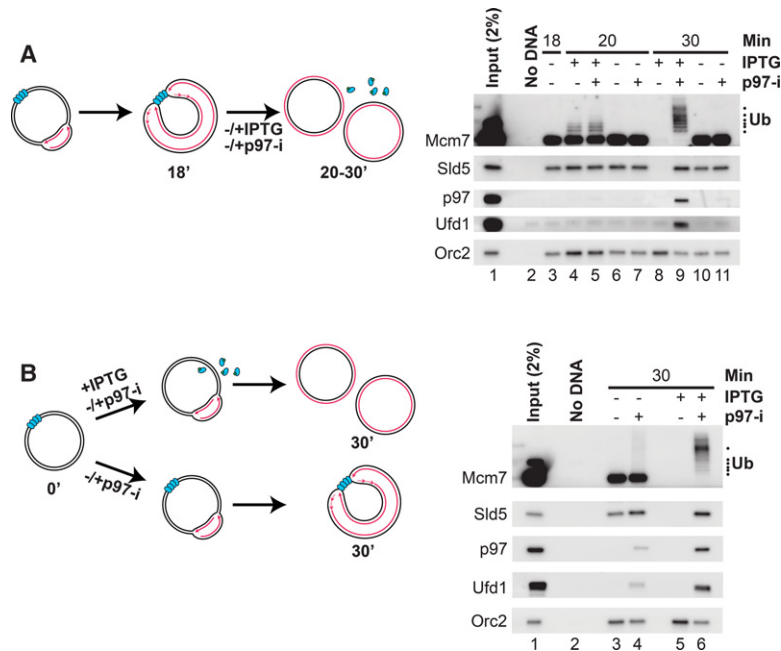 A
18'
-/+IPTG
-/+p97-i
20-30'
Input (2%)
No DNA
18 20 30 Min
- + + - - + + - - IPTG
- - + - + - + - + p97-i
Mcm7
Ub
Sld5
p97
Ufd1
Orc2
1 2 3 4 5 6 7 8 9 10 11
B
+IPTG
-/+p97-i
0'
-/+p97-i
30'
30'
Input (2%)
No DNA
30 Min
- - + + IPTG
- + - + p97-i
Mcm7
Ub
Sld5
p97
Ufd1
Orc2
1 2 3 4 5 6